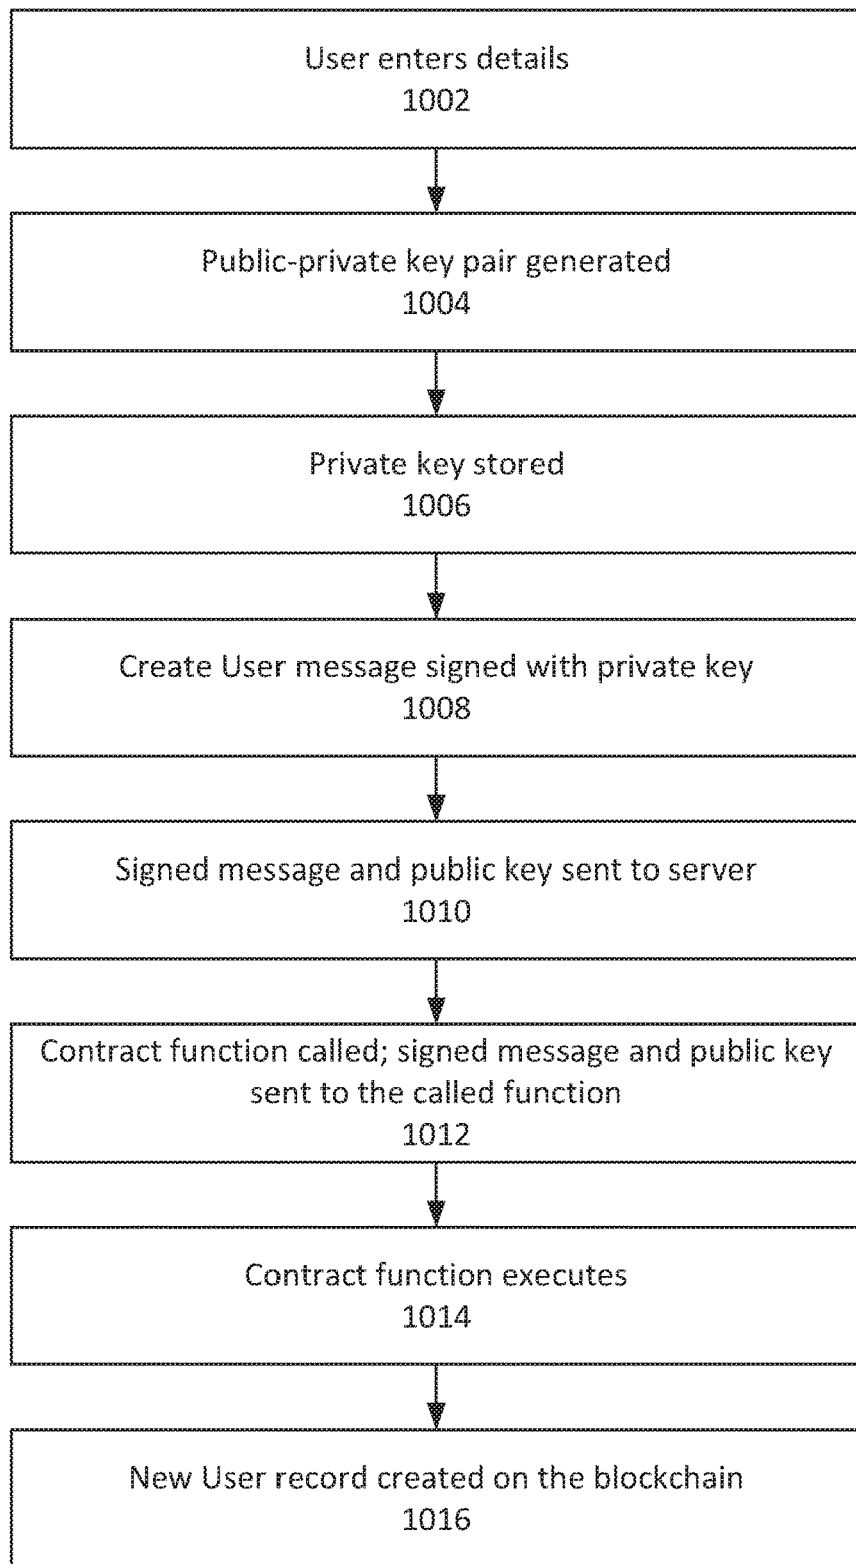 User enters details
1002
Public-private key pair generated
1004
Private key stored
1006
Create User message signed with private key
1008
Signed message and public key sent to server
1010
Contract function called; signed message and public key
sent to the called function
1012
Contract function executes
1014
New User record created on the blockchain
1016